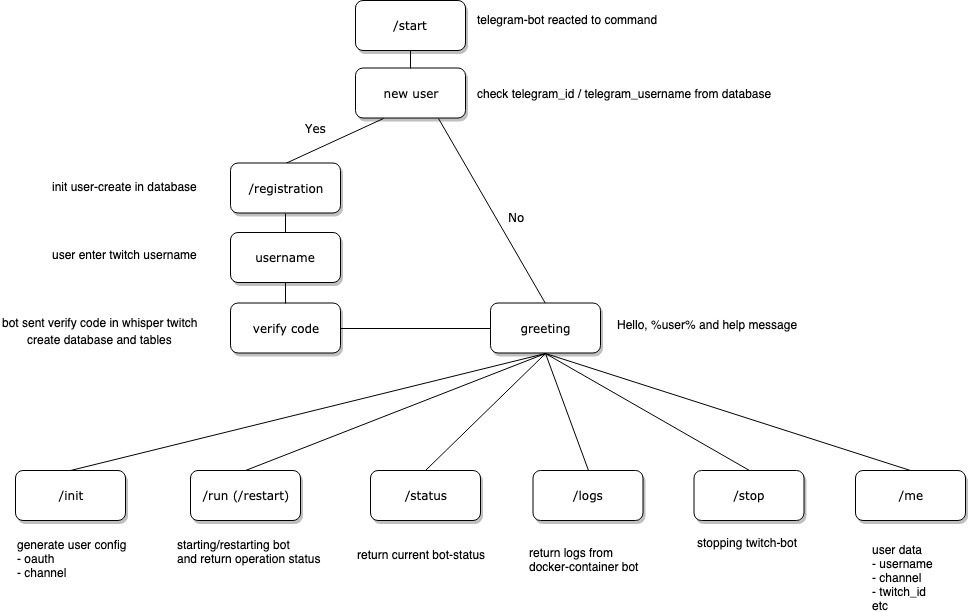 /start
telegram-bot reacted to command
new user
check telegram_id / telegram_username from database
Yes
No
/registration
init user-create in database
username
user enter twitch username
verify code
bot sent verify code in whisper twitch
create database and tables
greeting
Hello, %user% and help message
/init
generate user config
- oauth
- channel
/run (/restart)
starting/restarting bot
and return operation status
/status
return current bot-status
/logs
return logs from
docker-container bot
/stop
stopping twitch-bot
/me
user data
- username
- channel
- twitch_id
etc